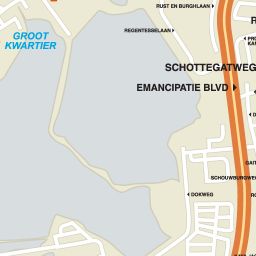 RUST EN BURGHLAAN
REGENTESSELAAN
GROOT
KWARTIER
SCHOTTEGATWEG
EMANCIPATIE BLVD
SCHOUWBURGWEG
DOKWEG